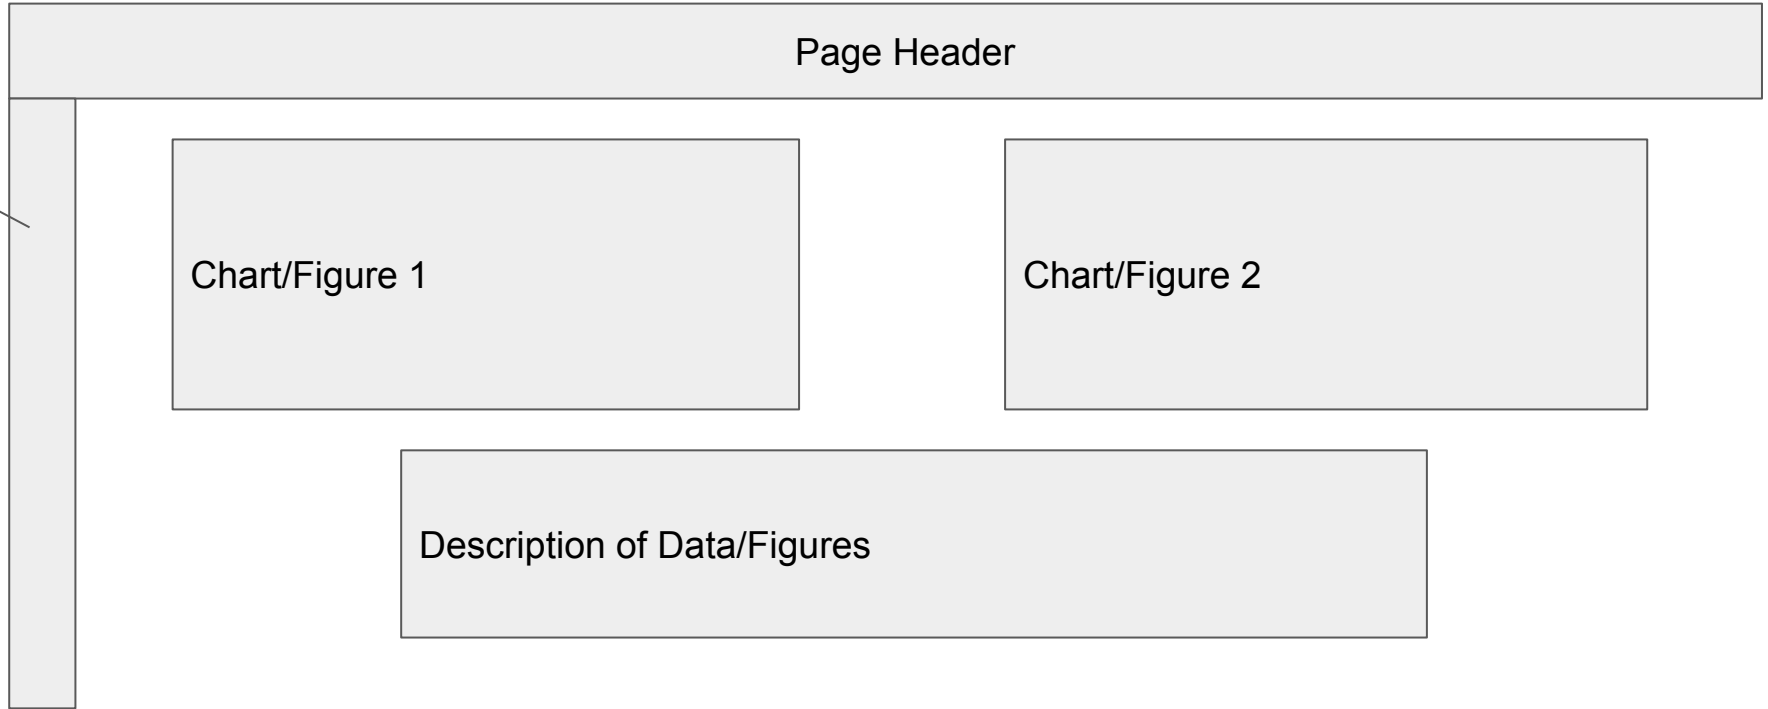 Page Header
Chart/Figure 1
Chart/Figure 2
Description of Data/Figures